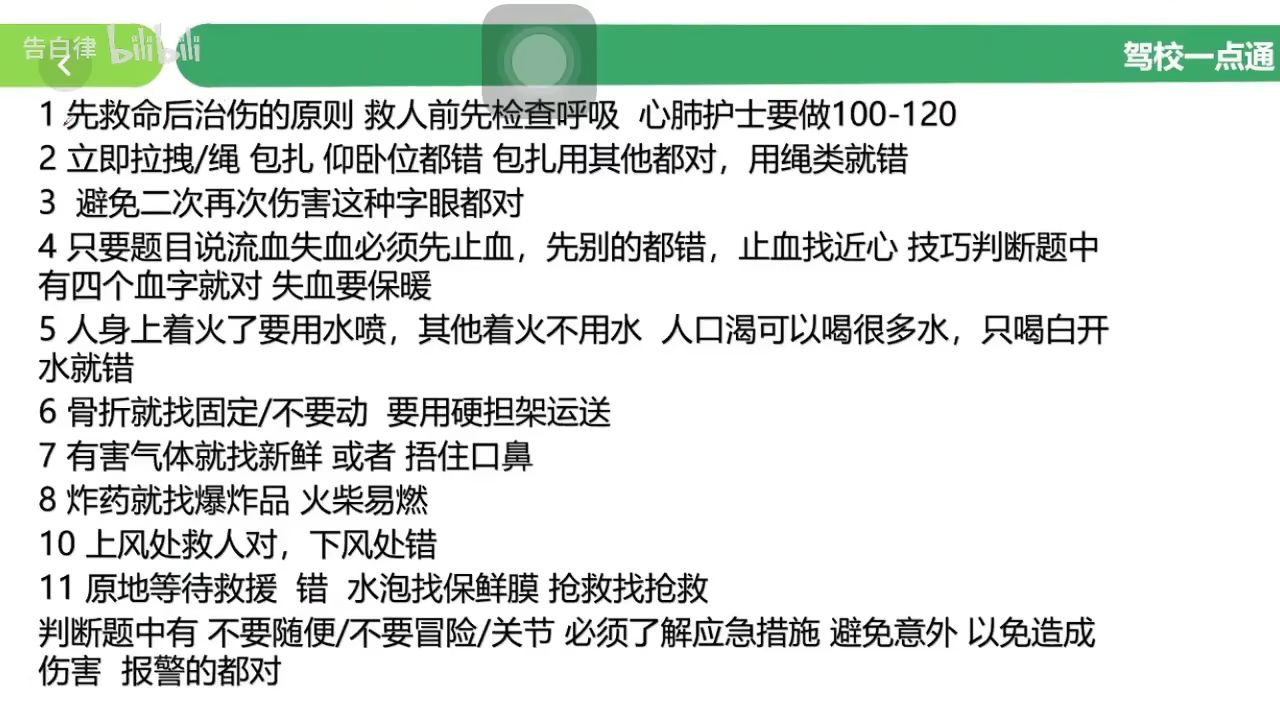 告白律 bilibili
驾校一点通
1 先救命后治伤的原则 救人前先检查呼吸 心肺护士要做100-120
2 立即拉拽/绳 包扎 仰卧位都错 包扎用其他都对，用绳类就错
3 避免二次再次伤害这种字眼都对
4 只要题目说流血失血必须先止血，先别的都错，止血找近心 技巧判断题中
有四个血字就对 失血要保暖
5 人身上着火了要用水喷，其他着火不用水 人口渴可以喝很多水，只喝白开
水就错
6 骨折就找固定/不要动 要用硬担架运送
7 有害气体就找新鲜 或者 捂住口鼻
8 炸药就找爆炸品 火柴易燃
10 上风处救人对，下风处错
11 原地等待救援 错 水泡找保鲜膜 抢救找抢救
判断题中有 不要随便/不要冒险/关节 必须了解应急措施 避免意外 以免造成
伤害 报警的都对